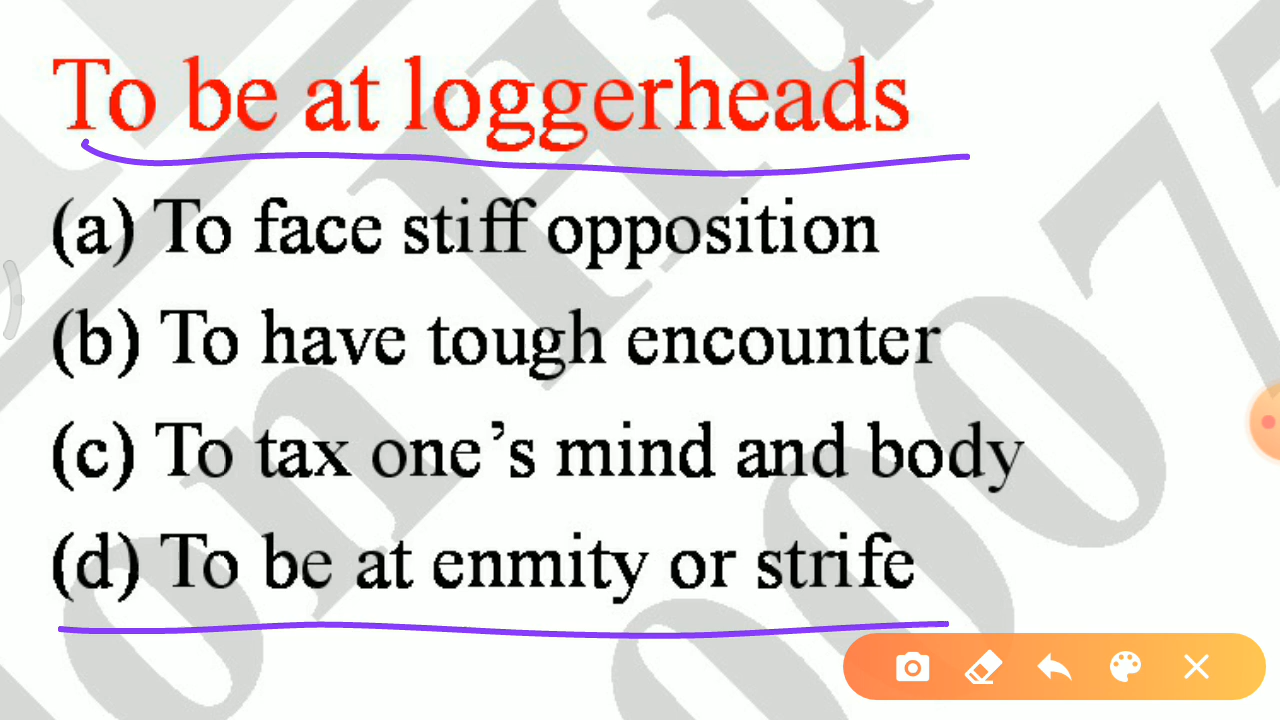 To be at loggerheads
(a) To face stiff opposition
(b) To have tough encounter
(c) To tax one’s mind and body
(d) To be at enmity or strife